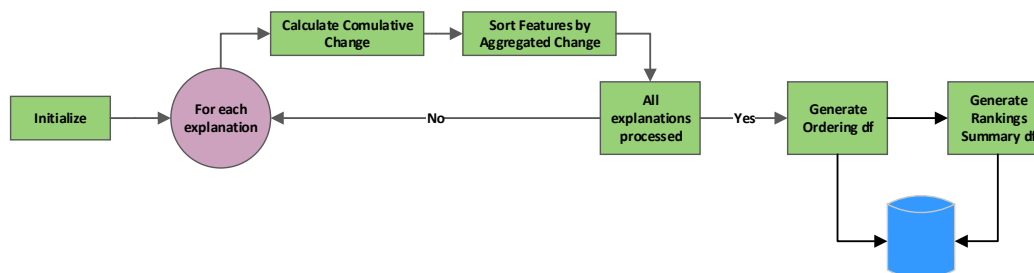 Calculate Comulative
Change
Sort Features by
Aggregated Change
Initialize
For each
explanation
No
All
explanations
processed
Yes
Generate
Ordering df
Generate
Rankings
Summary df